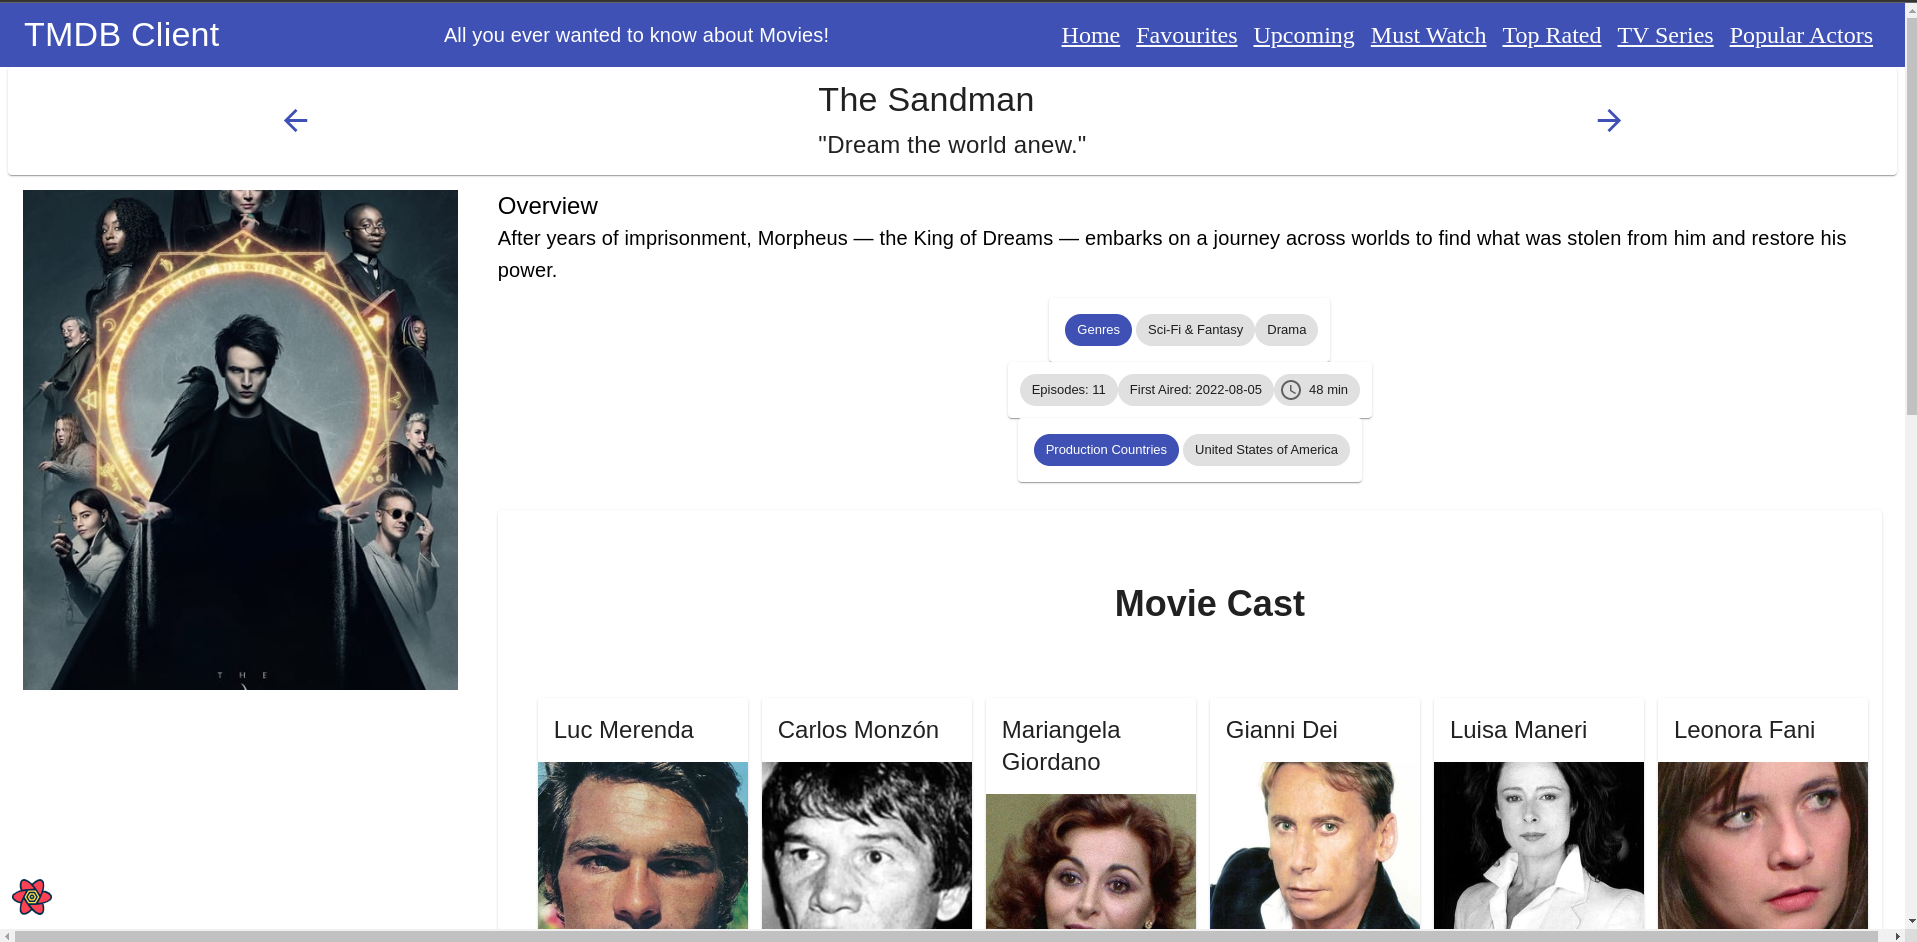 TMDB Client
All you ever wanted to know about Movies!
Home Favourites Upcoming Must Watch Top Rated TV Series Popular Actors
The Sandman
"Dream the world anew."
Overview
After years of imprisonment, Morpheus — the King of Dreams — embarks on a journey across worlds to find what was stolen from him and restore his
power.
Genres Sci-Fi & Fantasy Drama
Episodes: 11 First Aired: 2022-08-05 48 min
Production Countries United States of America
THE
Movie Cast
Luc Merenda
Carlos Monzón
Mariangela
Giordano
Gianni Dei
Luisa Maneri
Leonora Fani